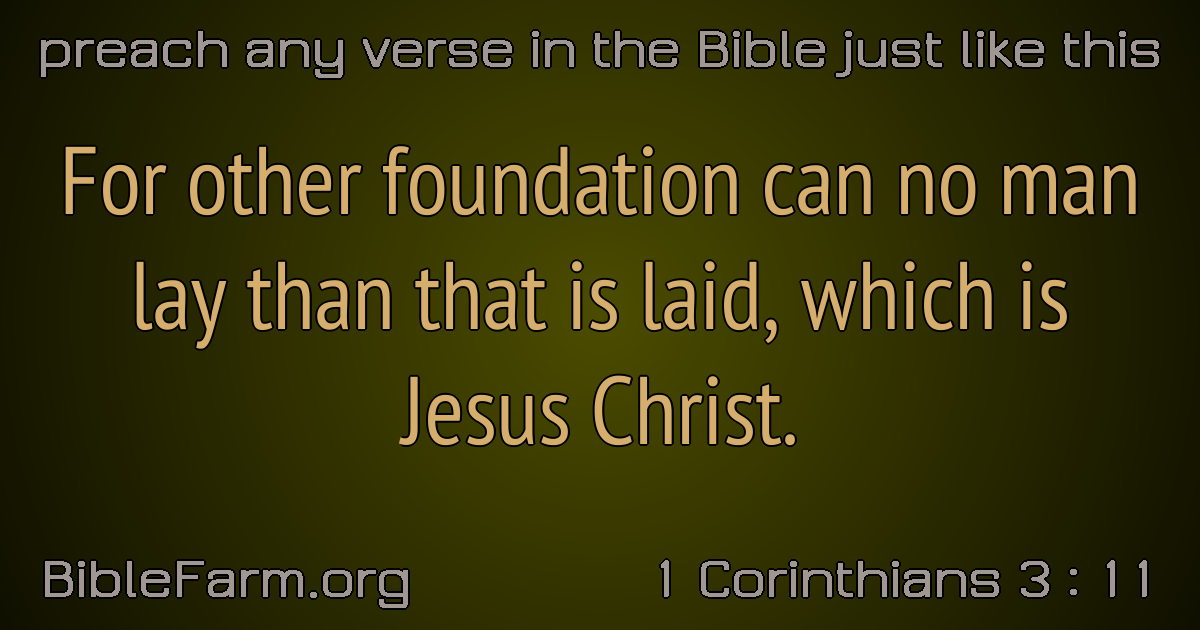 preach any verse in the Bible just like this
For other foundation can no man
lay than that is laid, which is
Jesus Christ.
BibleFarm.org
1 Corinthians 3 : 11